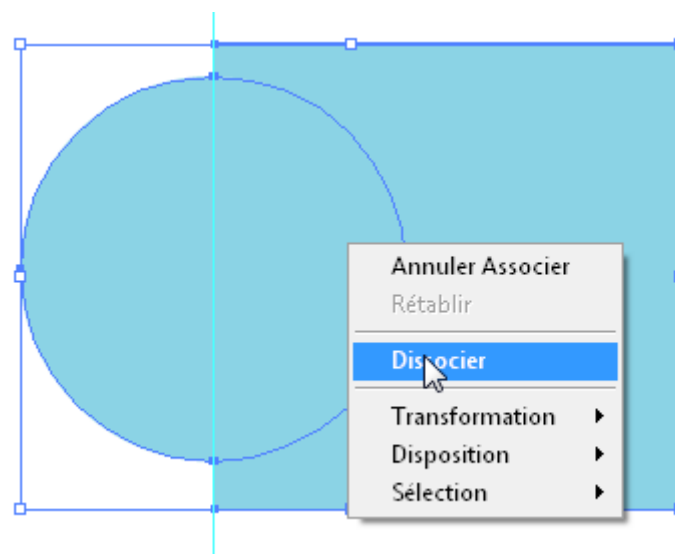 Annuler Associer
Rétablir
Dissocier
Transformation
Disposition
Sélection